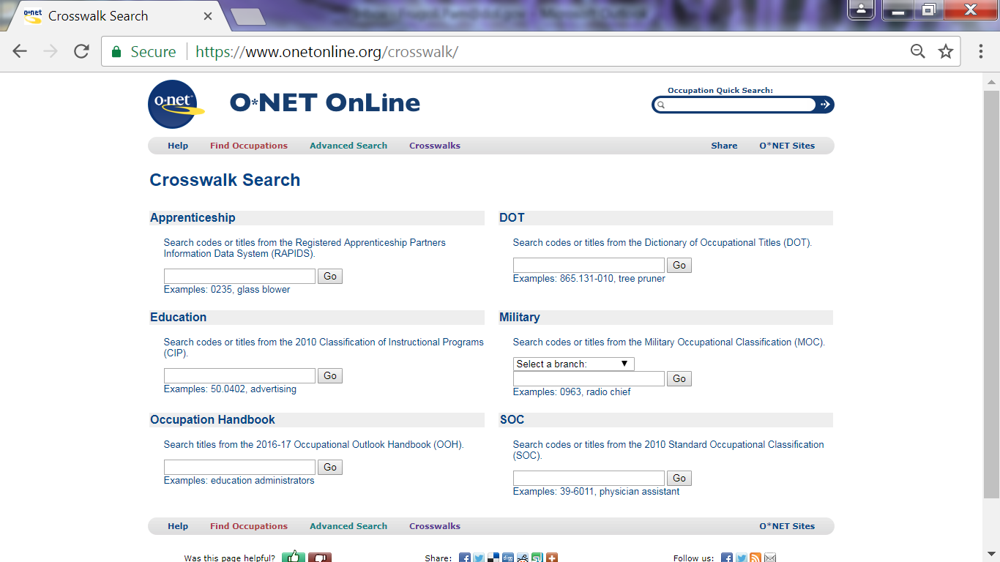 o*net Crosswalk Search
Secure https://www.onetonline.org/crosswalk/
o*net
O*NET OnLine
Occupation Quick Search:
Help Find Occupations Advanced Search Crosswalks Share O*NET Sites
Crosswalk Search
Apprenticeship
Search codes or titles from the Registered Apprenticeship Partners
Information Data System (RAPIDS).
Go
Examples: 0235, glass blower
DOT
Search codes or titles from the Dictionary of Occupational Titles (DOT).
Go
Examples: 865.131-010, tree pruner
Education
Search codes or titles from the 2010 Classification of Instructional Programs
(CIP).
Go
Examples: 50.0402, advertising
Military
Search codes or titles from the Military Occupational Classification (MOC).
Select a branch:
Go
Examples: 0963, radio chief
Occupation Handbook
Search titles from the 2016-17 Occupational Outlook Handbook (OOH).
Go
Examples: education administrators
SOC
Search codes or titles from the 2010 Standard Occupational Classification
(SOC).
Go
Examples: 39-6011, physician assistant
Help Find Occupations Advanced Search Crosswalks O*NET Sites
Was this page helpful? Share: Follow us: